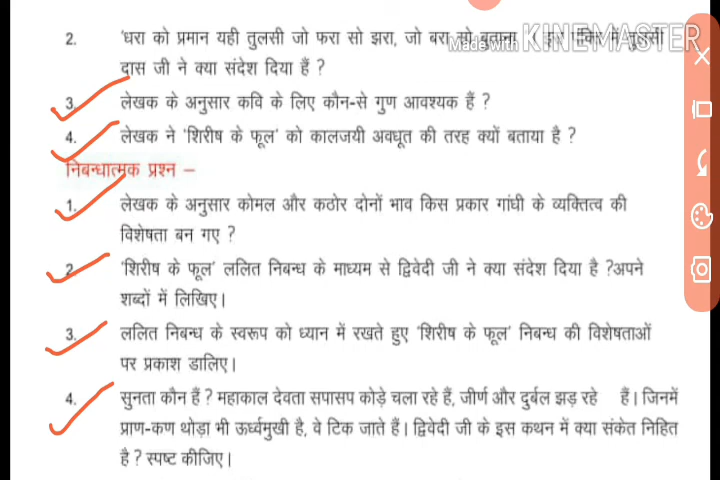 2. 'धरा को प्रमान यही तुलसी जो फरा सो झरा, जो बरा सो बुताना
Made with KINEMASTER
दास जी ने क्या संदेश दिया हैं ?
3. लेखक के अनुसार कवि के लिए कौन-से गुण आवश्यक हैं ?
4. लेखक ने 'शिरीष के फूल' को कालजयी अवधूत की तरह क्यों बताया है ?
निबन्धात्मक प्रश्न –
1. लेखक के अनुसार कोमल और कठोर दोनों भाव किस प्रकार गांधी के व्यक्तित्व की
विशेषता बन गए ?
2. 'शिरीष के फूल' ललित निबन्ध के माध्यम से द्विवेदी जी ने क्या संदेश दिया है ?अपने
शब्दों में लिखिए।
3. ललित निबन्ध के स्वरूप को ध्यान में रखते हुए 'शिरीष के फूल' निबन्ध की विशेषताओं
पर प्रकाश डालिए।
4. सुनता कौन हैं ? महाकाल देवता सपासप कोड़े चला रहे हैं, जीर्ण और दुर्बल झड़ रहे हैं। जिनमें
प्राण-कण थोड़ा भी ऊर्ध्वमुखी है, वे टिक जाते हैं। द्विवेदी जी के इस कथन में क्या संकेत निहित
है ? स्पष्ट कीजिए।